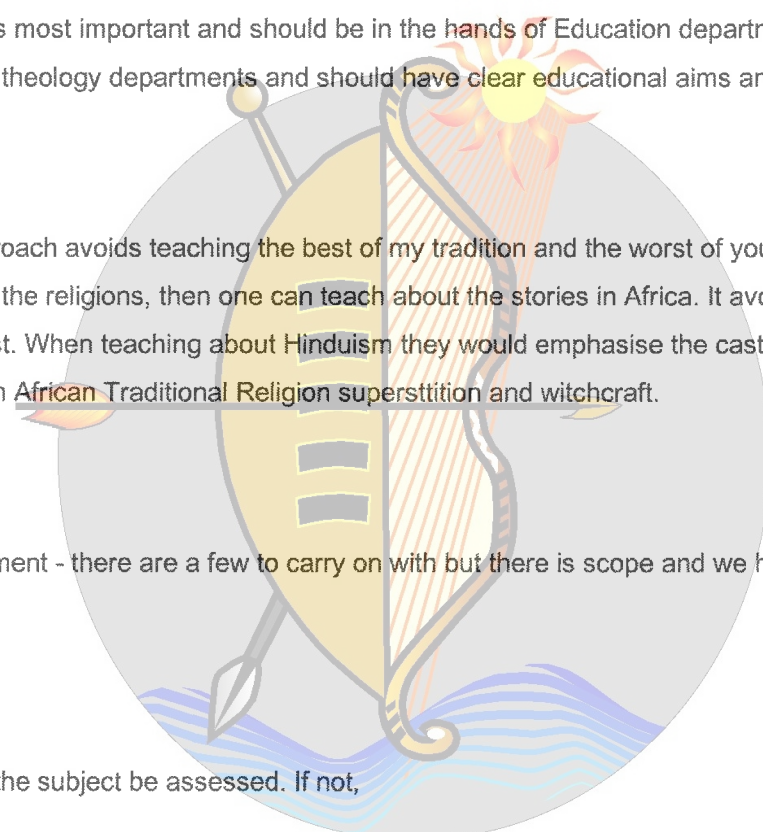 s most important and should be in the hands of Education departm
theology departments and should have clear educational aims an
roach avoids teaching the best of my tradition and the worst of you
the religions, then one can teach about the stories in Africa. It avo
st. When teaching about Hinduism they would emphasise the cast
n African Traditional Religion supersttition and witchcraft.
ment - there are a few to carry on with but there is scope and we h
the subject be assessed. If not,